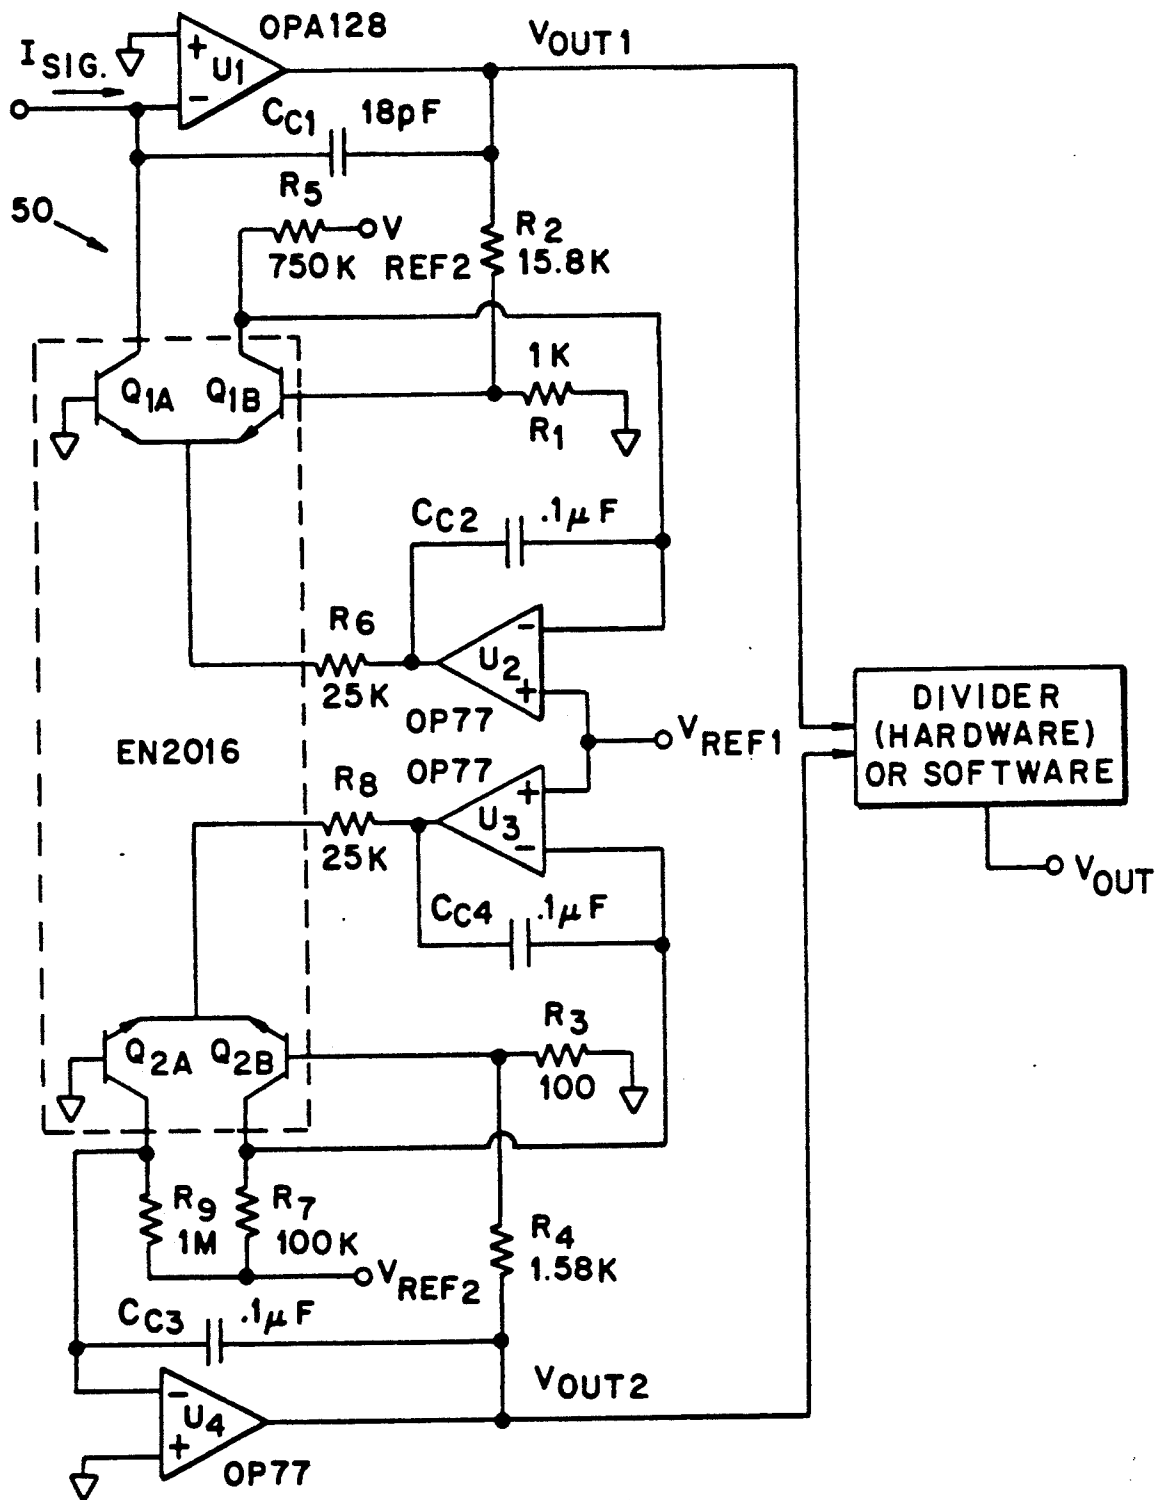 OPA128
VOUT1
ISIG.
+
U1
-
CC1 18pF
50
R5
V
REF2
750K
R2
15.8K
Q1A Q1B
1K
R1
CC2 .1μF
R6
25K
-
U2
+
OP77
VREF1
DIVIDER
(HARDWARE)
OR SOFTWARE
EN2016
OP77
R8
25K
+
U3
-
VOUT
CC4 .1μF
R3
100
Q2A Q2B
R9
1M
R7
100K
R4
1.58K
VREF2
CC3 .1μF
VOUT2
-
U4
+
OP77